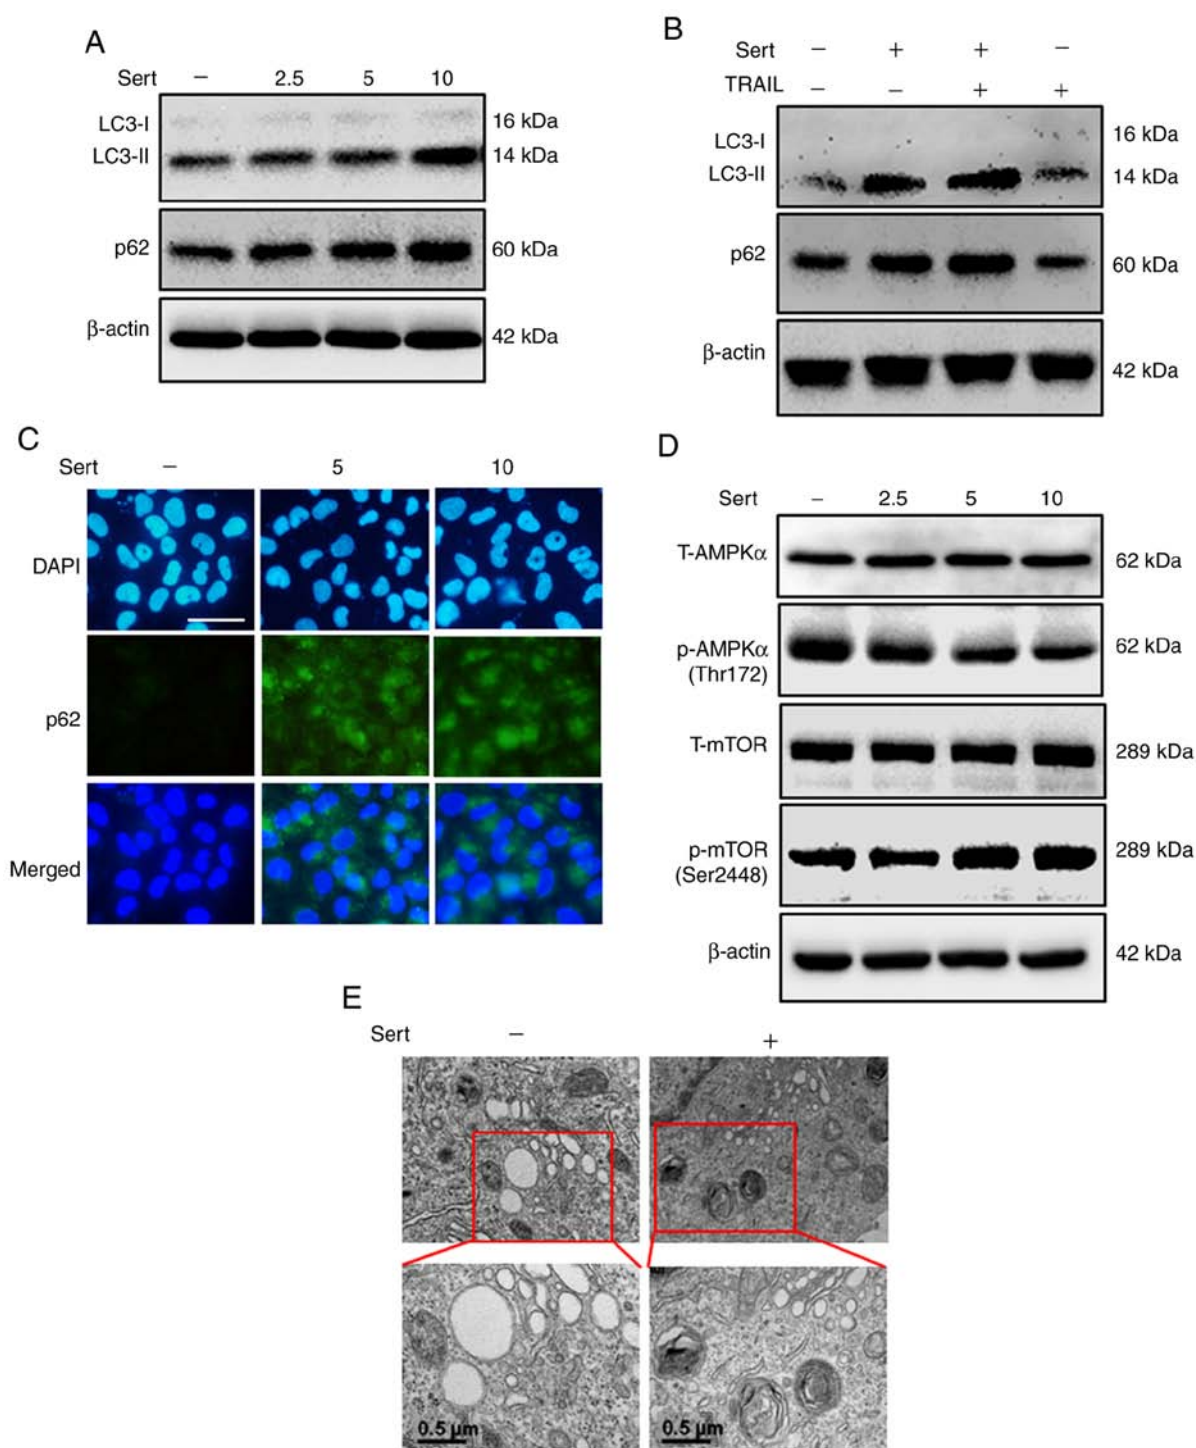 A
Sert – 2.5 5 10
LC3-I 16 kDa
LC3-II 14 kDa
p62 60 kDa
β-actin 42 kDa
B
Sert – + + –
TRAIL – – + +
LC3-I 16 kDa
LC3-II 14 kDa
p62 60 kDa
β-actin 42 kDa
C
Sert – 5 10
DAPI
p62
Merged
D
Sert – 2.5 5 10
T-AMPKα 62 kDa
p-AMPKα 62 kDa
(Thr172)
T-mTOR 289 kDa
p-mTOR 289 kDa
(Ser2448)
β-actin 42 kDa
E
Sert – +
0.5 µm 0.5 µm